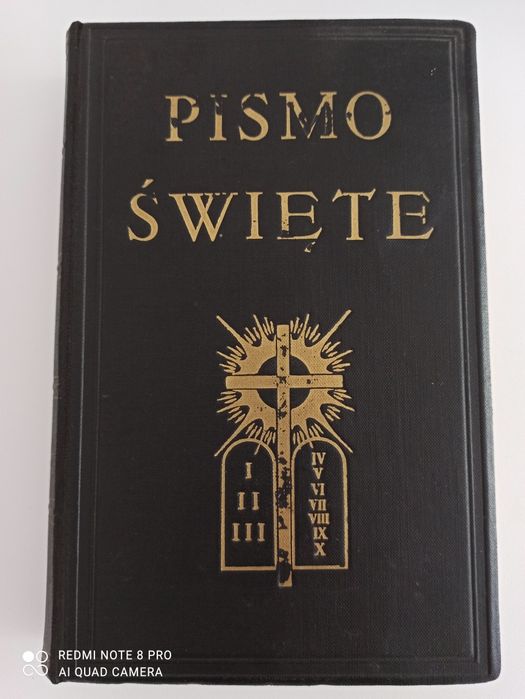 PISMO
ŚWIĘTE
I
II
III
IV
V
VI
VII
VIII
IX
X
REDMI NOTE 8 PRO
AI QUAD CAMERA